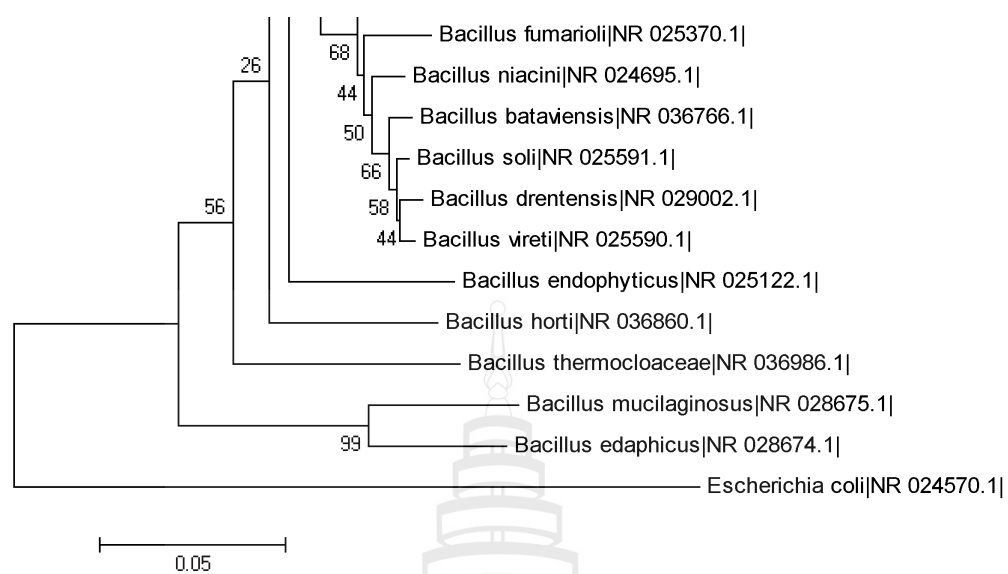 Bacillus fumarioli|NR 025370.1|
68
26
Bacillus niacini|NR 024695.1|
44
Bacillus bataviensis|NR 036766.1|
50
Bacillus soli|NR 025591.1|
66
Bacillus drentensis|NR 029002.1|
56
58
Bacillus vireti|NR 025590.1|
44
Bacillus endophyticus|NR 025122.1|
Bacillus horti|NR 036860.1|
Bacillus thermocloaceae|NR 036986.1|
Bacillus mucilaginosus|NR 028675.1|
99
Bacillus edaphicus|NR 028674.1|
Escherichia coli|NR 024570.1|
0.05